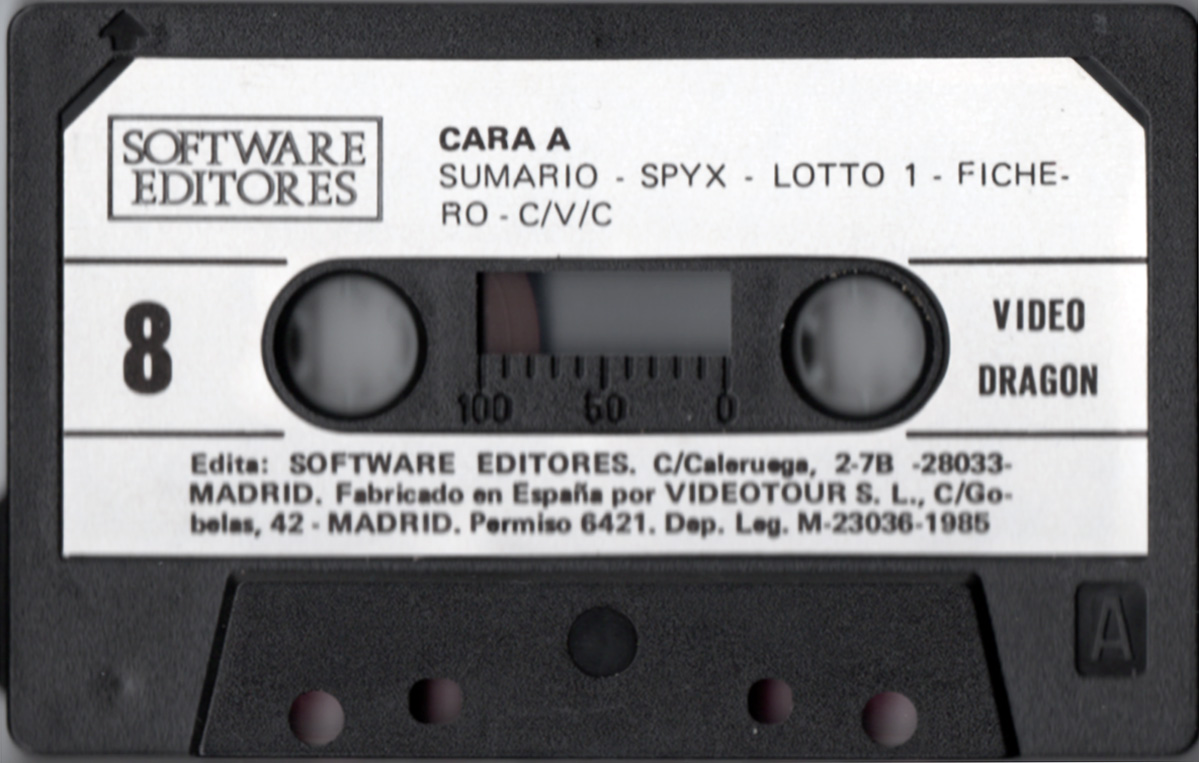 SOFTWARE
EDITORES
CARA A
SUMARIO - SPYX - LOTTO 1 - FICHE-
RO - C/V/C
8
VIDEO
DRAGON
100 50 0
Edita: SOFTWARE EDITORES. C/Caleruega, 2-7B -28033-
MADRID. Fabricado en España por VIDEOTOUR S. L., C/Go-
belas, 42 - MADRID. Permiso 6421. Dep. Leg. M-23036-1985
A